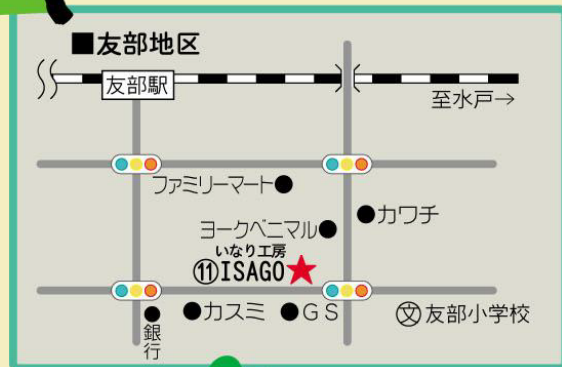 ■友部地区
友部駅
至水戸→
ファミリーマート●
●カワチ
ヨークベニマル●
いなり工房
⑪ISAGO★
●銀行
●カスミ
●GS
文友部小学校